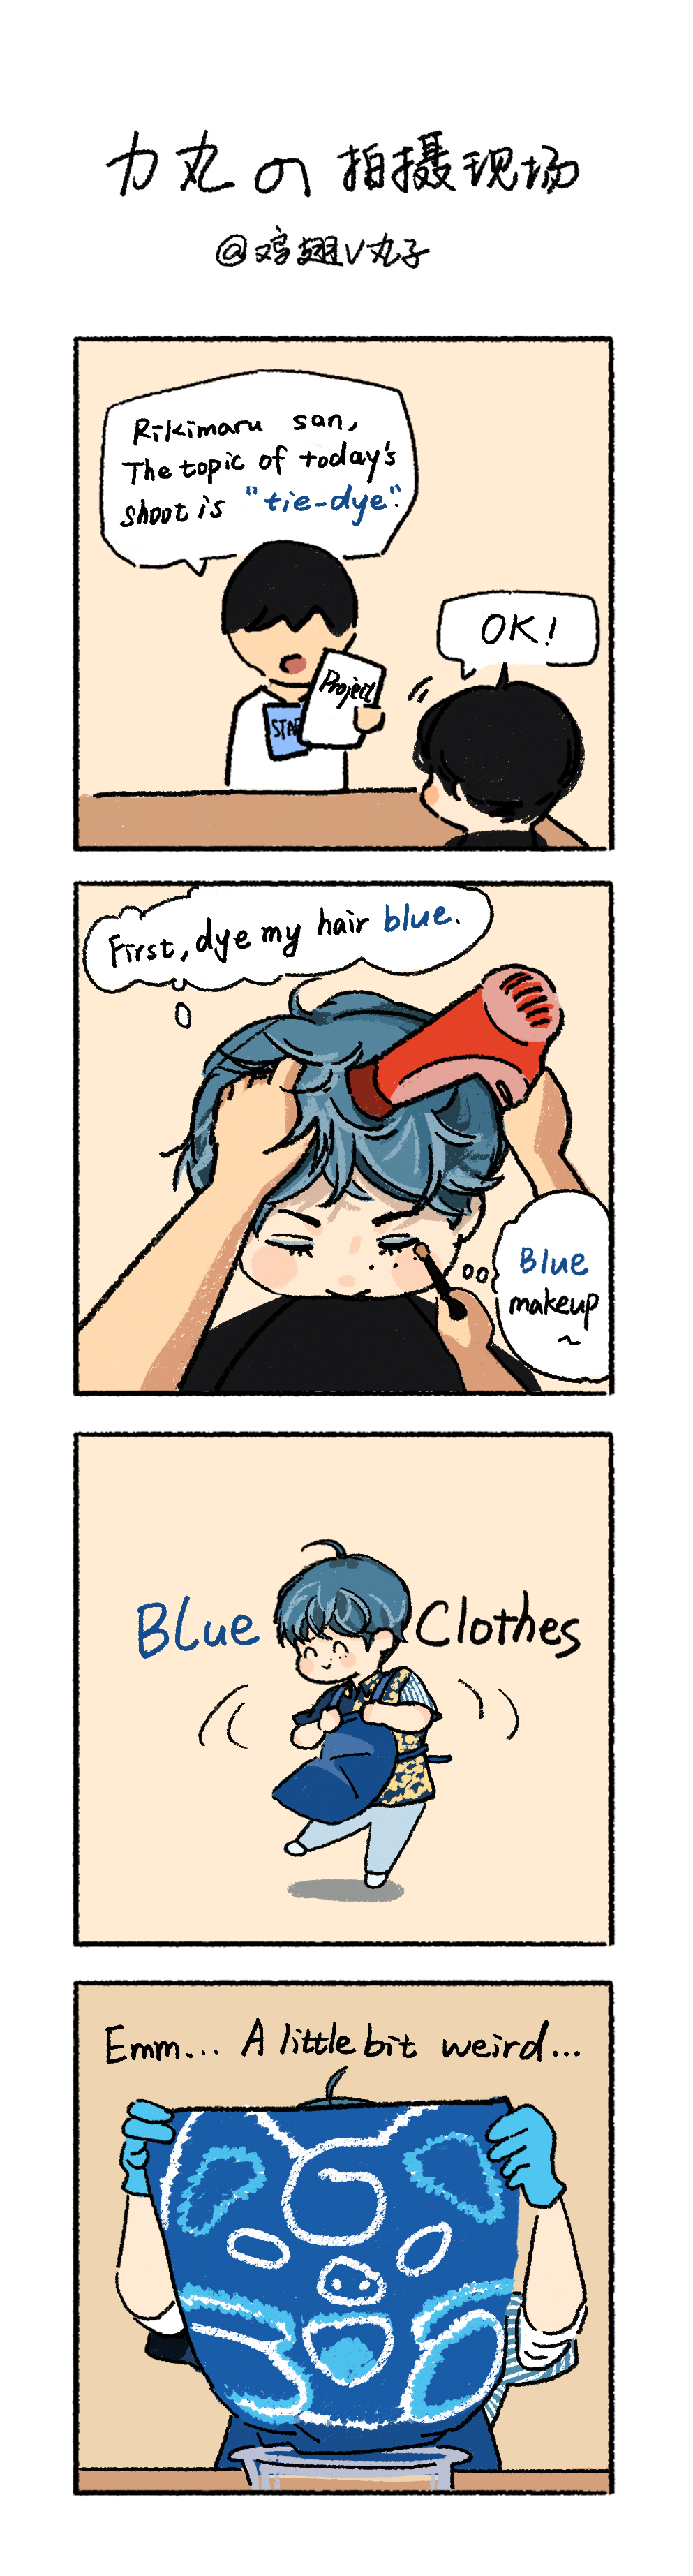 力丸の拍摄现场
@鸡翅V丸子
Rikimaru san,
The topic of today's
shoot is "tie-dye".
OK!
Project
STAF
First, dye my hair blue.
Blue
makeup
~
Blue Clothes
Emm... A little bit weird...